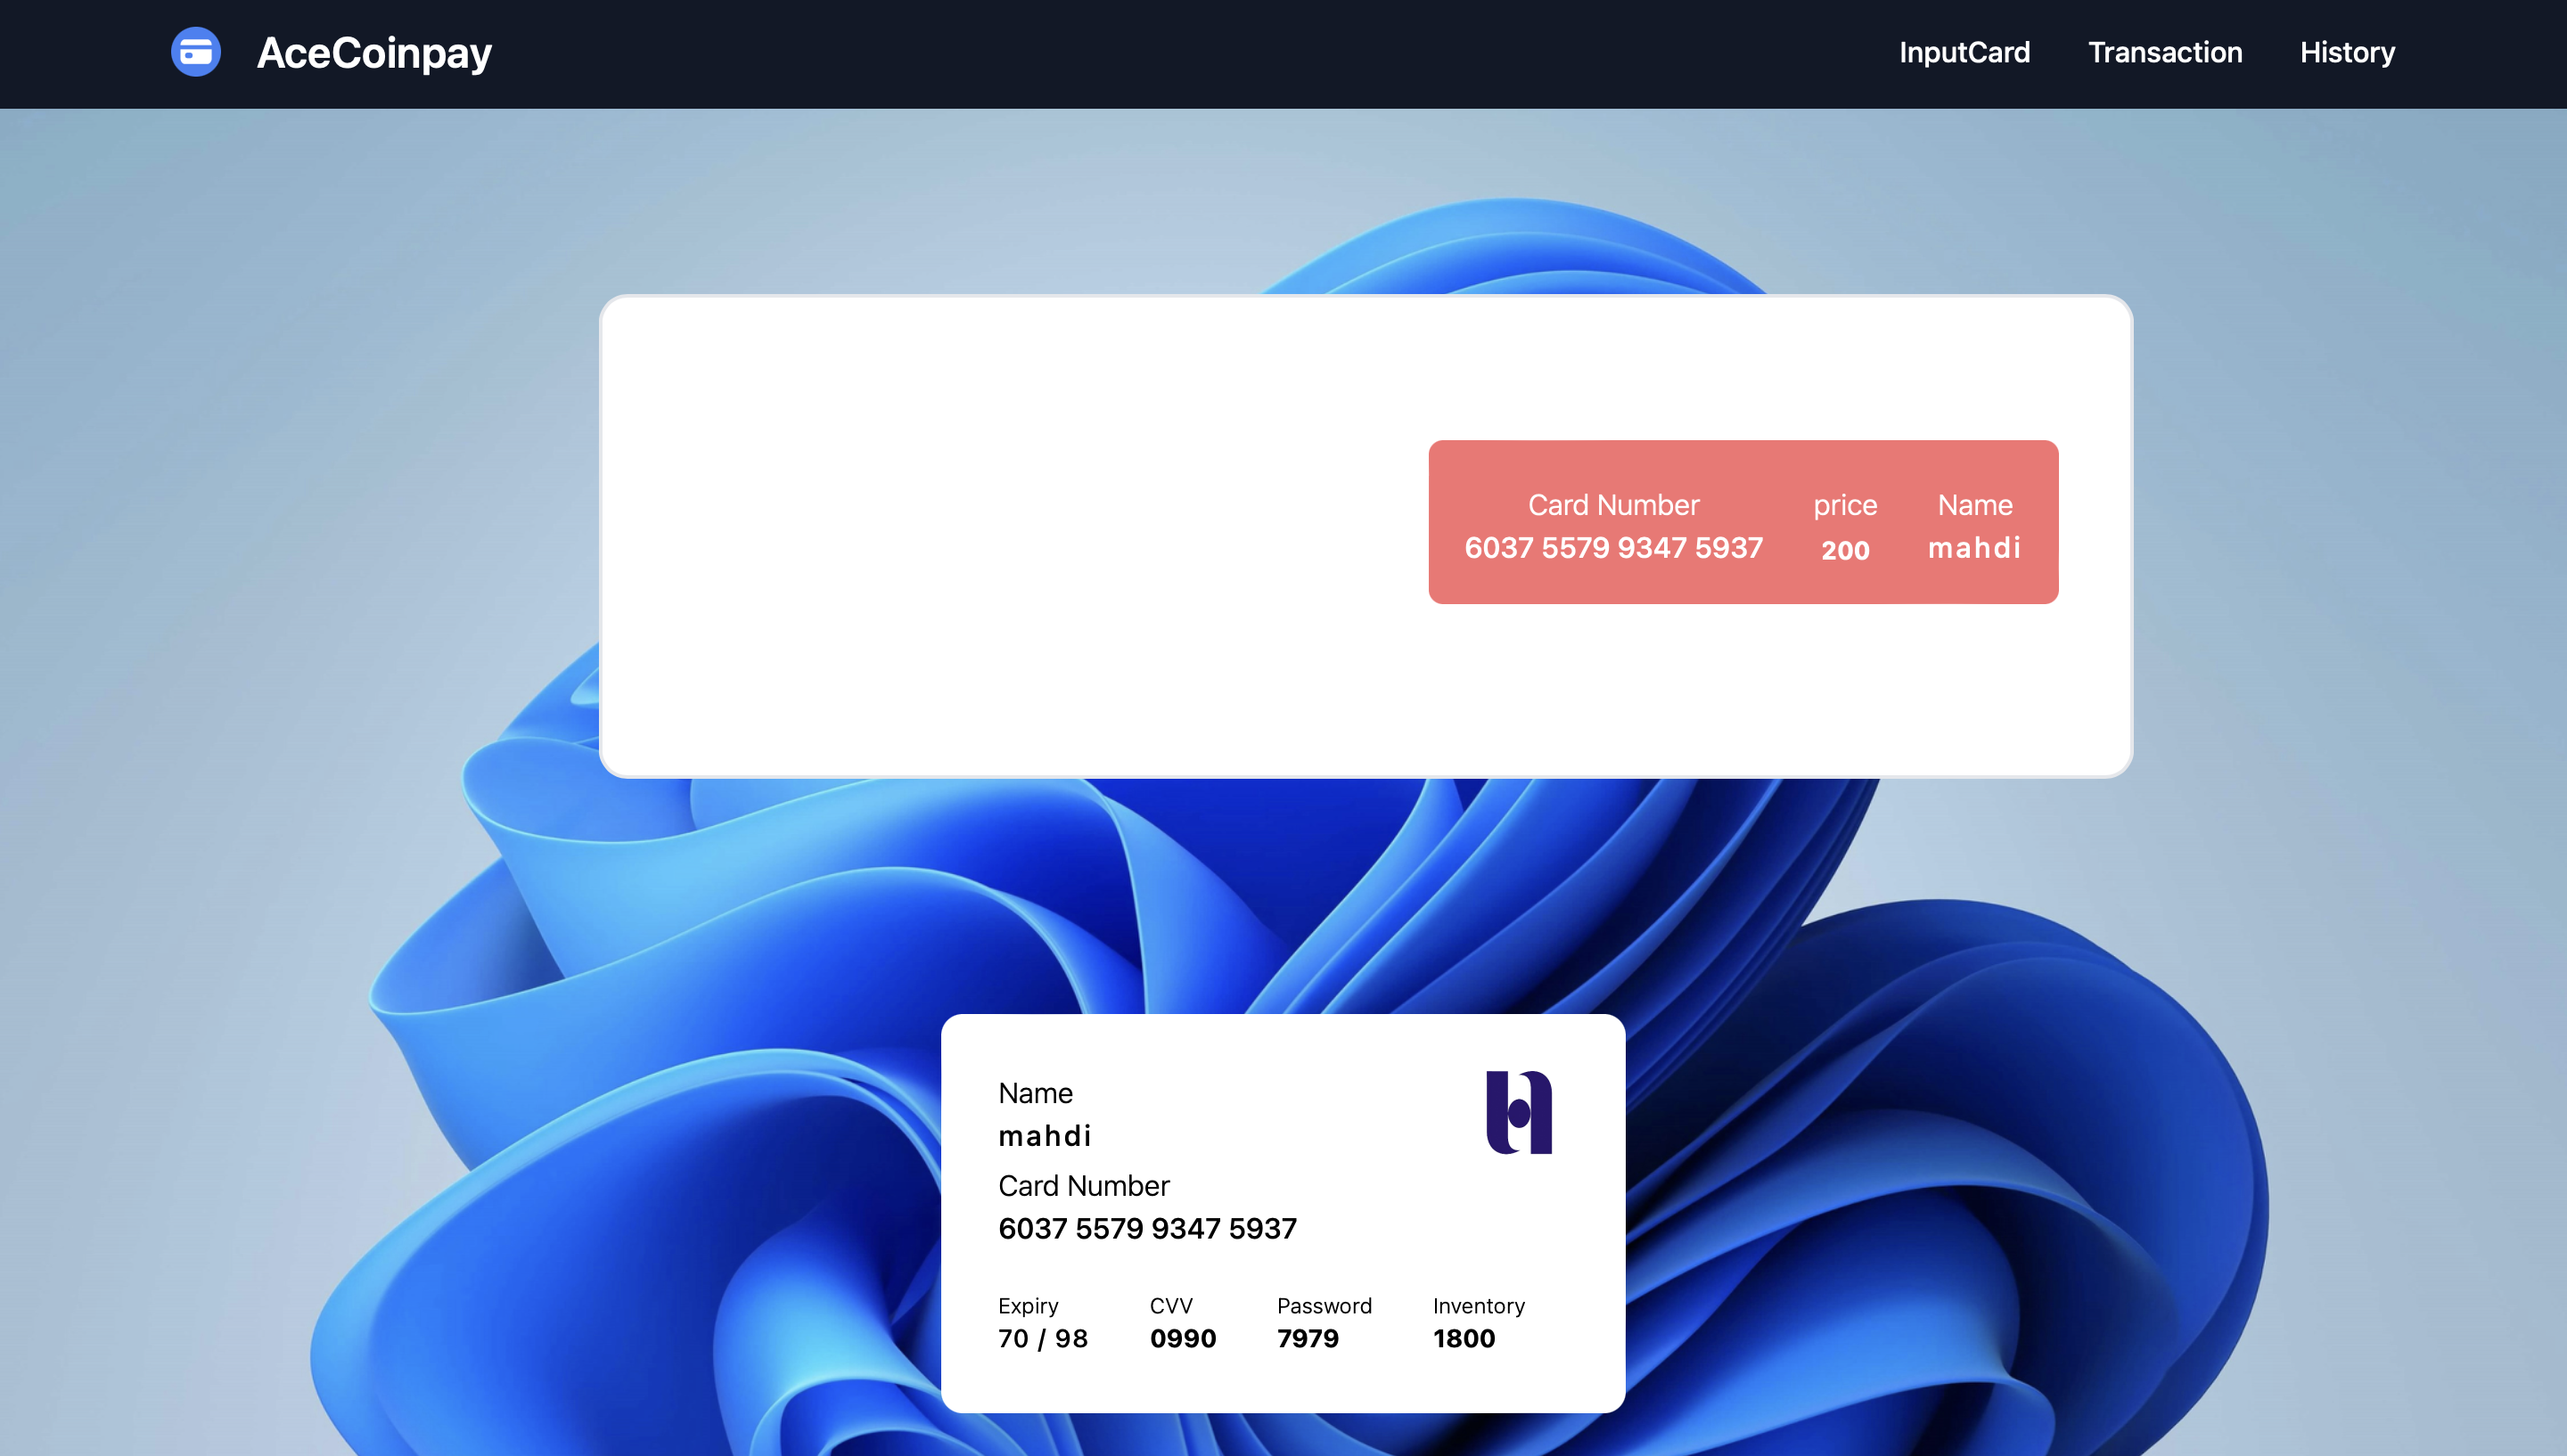 AceCoinpay
InputCard Transaction History
Card Number price Name
6037 5579 9347 5937 200 mahdi
Name
mahdi
Card Number
6037 5579 9347 5937
Expiry CVV Password Inventory
70 / 98 0990 7979 1800